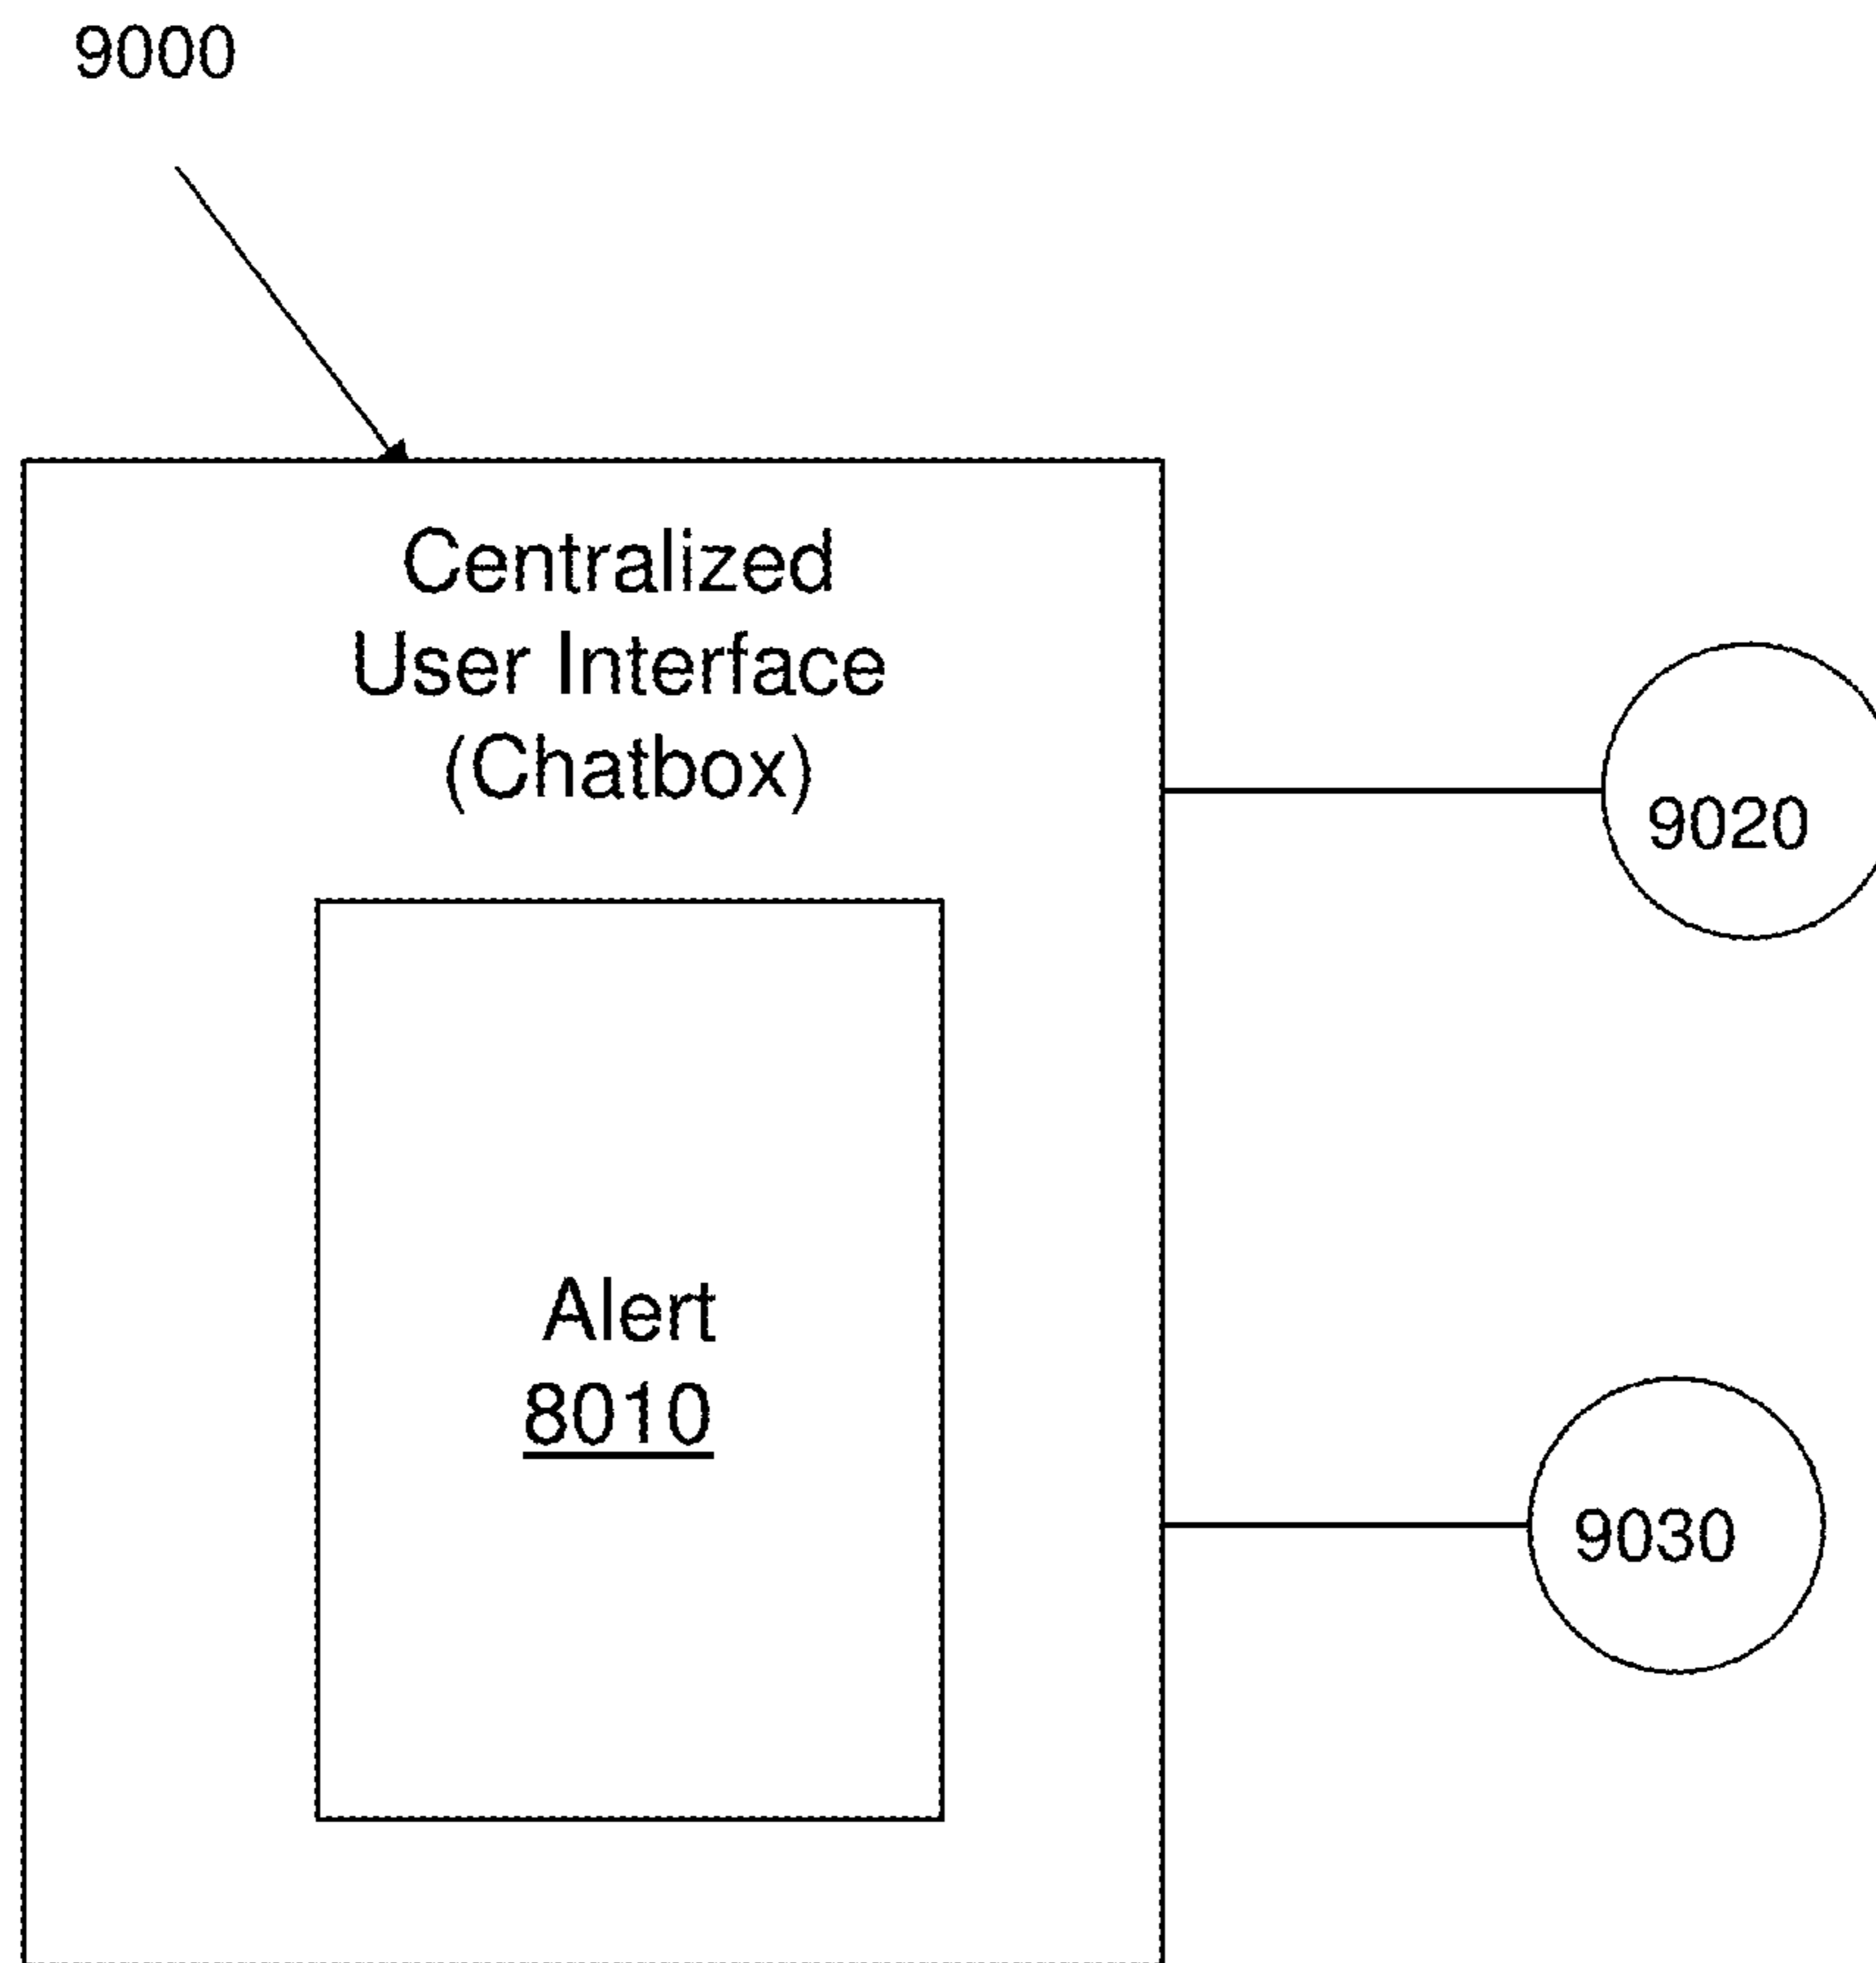 9000
Centralized
User Interface
(Chatbox)
9020
Alert
8010
9030